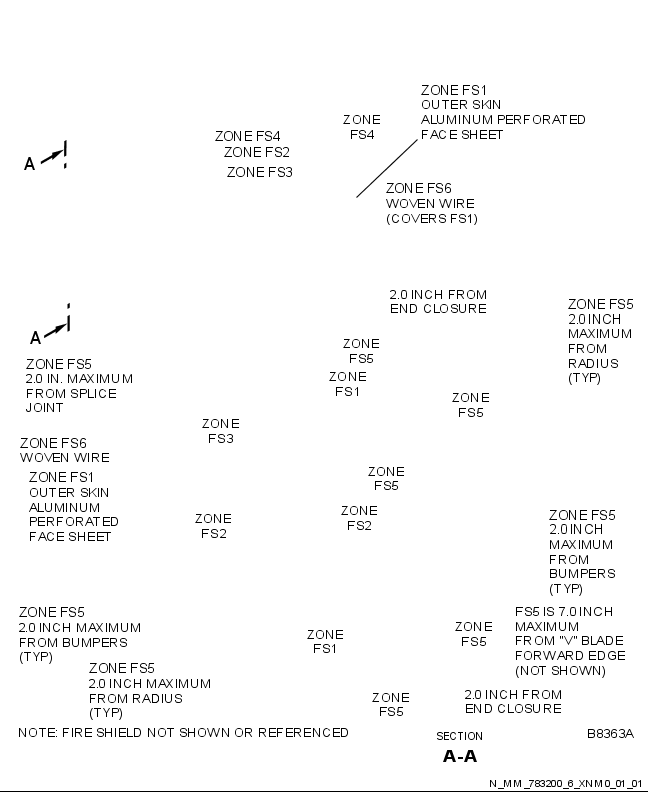 ZONE FS1
OUTER SKIN
ALUMINUM PERFORATED
FACE SHEET
ZONE
FS4
ZONE FS4
ZONE FS2
ZONE FS3
A
ZONE FS6
WOVEN WIRE
(COVERS FS1)
2.0 INCH FROM
END CLOSURE
ZONE FS5
2.0 INCH
MAXIMUM
FROM
RADIUS
(TYP)
A
ZONE
FS5
ZONE FS5
2.0 IN. MAXIMUM
FROM SPLICE
JOINT
ZONE
FS1
ZONE
FS5
ZONE
FS3
ZONE FS6
WOVEN WIRE
ZONE FS1
OUTER SKIN
ALUMINUM
PERFORATED
FACE SHEET
ZONE
FS5
ZONE
FS2
ZONE
FS2
ZONE FS5
2.0 INCH
MAXIMUM
FROM
BUMPERS
(TYP)
ZONE FS5
2.0 INCH MAXIMUM
FROM BUMPERS
(TYP)
ZONE
FS1
ZONE
FS5
FS5 IS 7.0 INCH
MAXIMUM
FROM "V" BLADE
FORWARD EDGE
(NOT SHOWN)
ZONE FS5
2.0 INCH MAXIMUM
FROM RADIUS
(TYP)
ZONE
FS5
2.0 INCH FROM
END CLOSURE
NOTE: FIRE SHIELD NOT SHOWN OR REFERENCED
SECTION
A-A
B8363A
N_MM_783200_6_XNM0_01_01